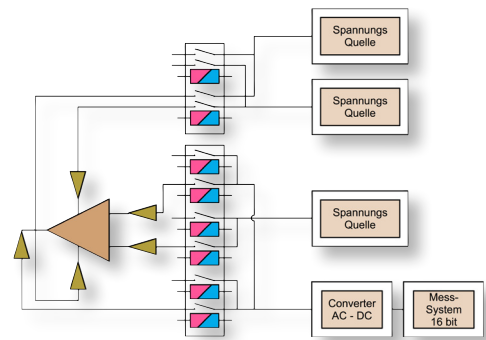 Spannungs
Quelle
Spannungs
Quelle
Spannungs
Quelle
Converter
AC - DC
Mess-
System
16 bit